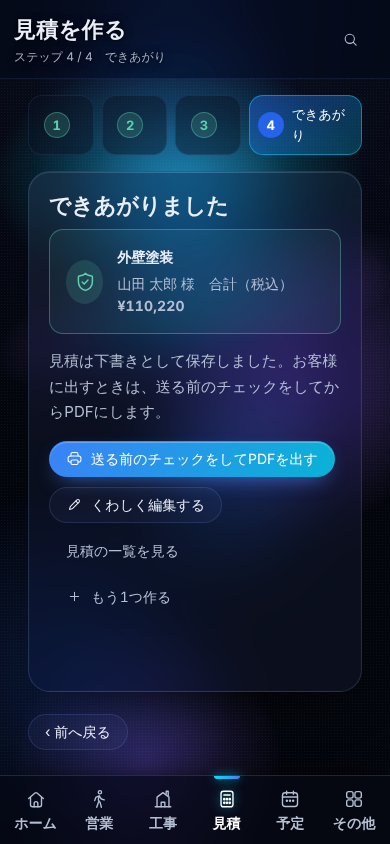 見積を作る
ステップ 4 / 4　できあがり
1
2
3
4
できあが
り
できあがりました
外壁塗装
山田 太郎 様　合計（税込）
¥110,220
見積は下書きとして保存しました。お客様
に出すときは、送る前のチェックをしてか
らPDFにします。
送る前のチェックをしてPDFを出す
くわしく編集する
見積の一覧を見る
＋ もう1つ作る
‹ 前へ戻る
ホーム
営業
工事
見積
予定
その他